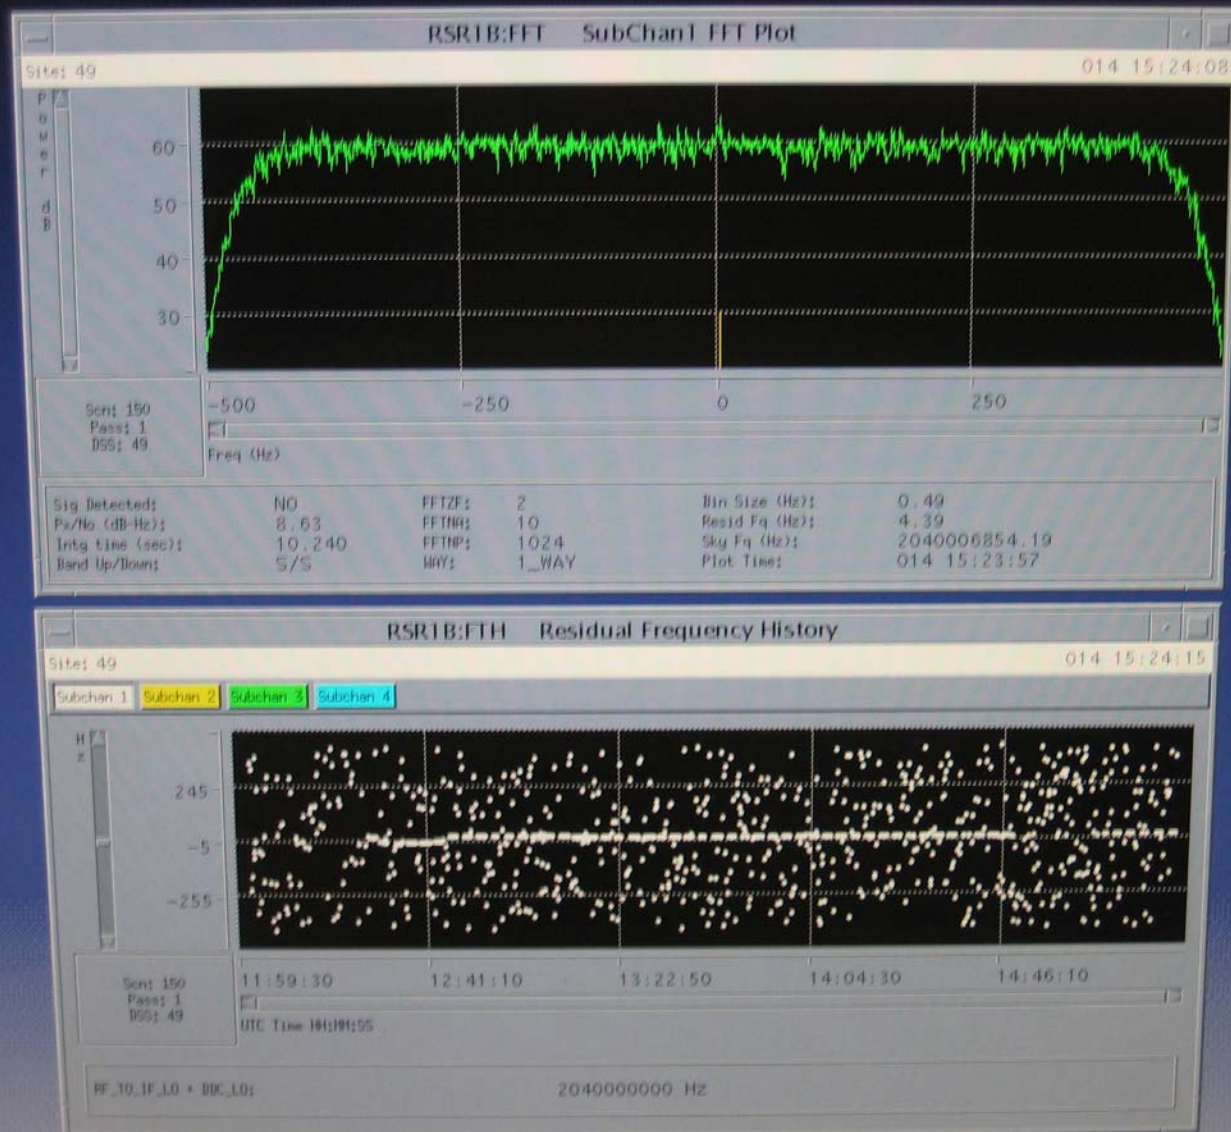 RSR1B:FFT SubChan1 FFT Plot
Site: 49 014 15:24:08
Power dB
60
50
40
30
-500 -250 0 250
Freq (Hz)
Scn: 150
Pass: 1
DSS: 49
Sig Detected: NO FFTZF: 2 Bin Size (Hz): 0.49
Px/No (dB-Hz): 8.63 FFTNA: 10 Resid Fq (Hz): 4.39
Intg time (sec): 10.240 FFTNP: 1024 Sky Fq (Hz): 2040006854.19
Band Up/Down: S/S WAY: 1_WAY Plot Time: 014 15:23:57
RSR1B:FTH Residual Frequency History
Site: 49 014 15:24:15
Subchan 1 Subchan 2 Subchan 3 Subchan 4
Hz
245
-5
-255
11:59:30 12:41:10 13:22:50 14:04:30 14:46:10
UTC Time HH:MM:SS
Scn: 150
Pass: 1
DSS: 49
RF_TO_IF_LO + DDC_LO: 2040000000 Hz